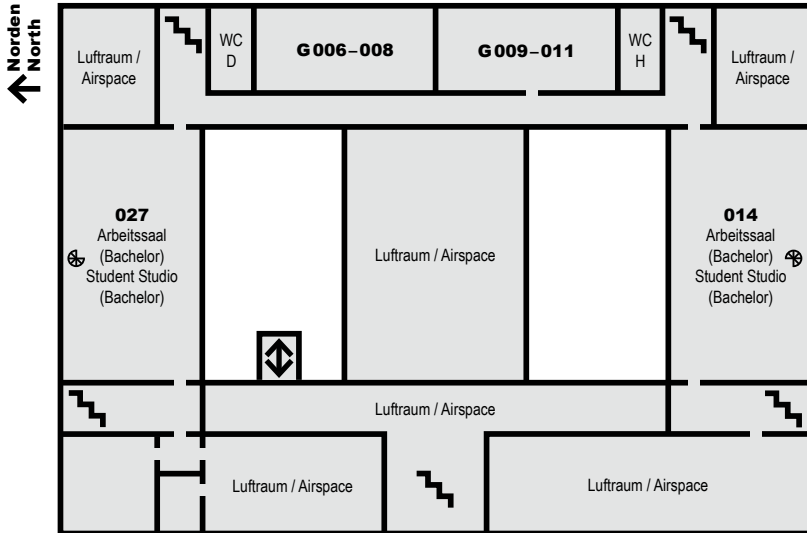 Norden
North
Luftraum /
Airspace
WC
D
G006–008
G009–011
WC
H
Luftraum /
Airspace
027
Arbeitssaal
(Bachelor)
Student Studio
(Bachelor)
Luftraum / Airspace
014
Arbeitssaal
(Bachelor)
Student Studio
(Bachelor)
Luftraum / Airspace
Luftraum / Airspace
Luftraum / Airspace